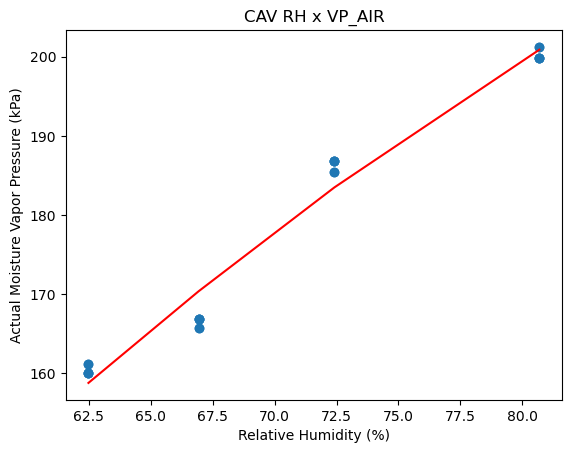 CAV RH x VP_AIR
Actual Moisture Vapor Pressure (kPa)
200
190
180
170
160
62.5 65.0 67.5 70.0 72.5 75.0 77.5 80.0
Relative Humidity (%)